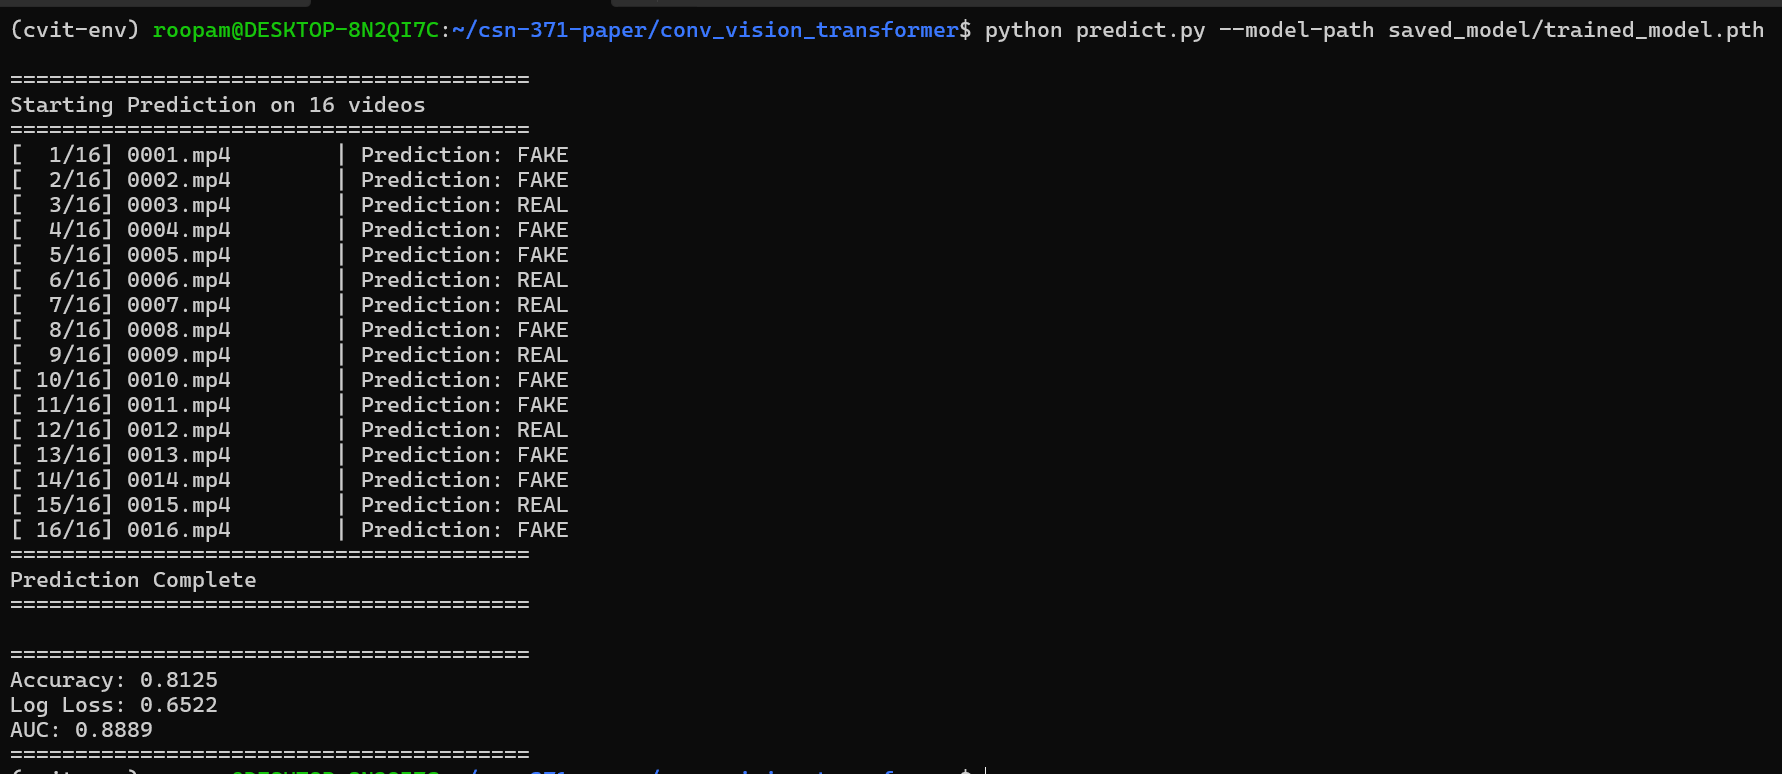 (cvit-env) roopam@DESKTOP-8N2QI7C:~/csn-371-paper/conv_vision_transformer$ python predict.py --model-path saved_model/trained_model.pth
========================================
Starting Prediction on 16 videos
========================================
[  1/16] 0001.mp4        | Prediction: FAKE
[  2/16] 0002.mp4        | Prediction: FAKE
[  3/16] 0003.mp4        | Prediction: REAL
[  4/16] 0004.mp4        | Prediction: FAKE
[  5/16] 0005.mp4        | Prediction: FAKE
[  6/16] 0006.mp4        | Prediction: REAL
[  7/16] 0007.mp4        | Prediction: REAL
[  8/16] 0008.mp4        | Prediction: FAKE
[  9/16] 0009.mp4        | Prediction: REAL
[ 10/16] 0010.mp4        | Prediction: FAKE
[ 11/16] 0011.mp4        | Prediction: FAKE
[ 12/16] 0012.mp4        | Prediction: REAL
[ 13/16] 0013.mp4        | Prediction: FAKE
[ 14/16] 0014.mp4        | Prediction: FAKE
[ 15/16] 0015.mp4        | Prediction: REAL
[ 16/16] 0016.mp4        | Prediction: FAKE
========================================
Prediction Complete
========================================
========================================
Accuracy: 0.8125
Log Loss: 0.6522
AUC: 0.8889
========================================